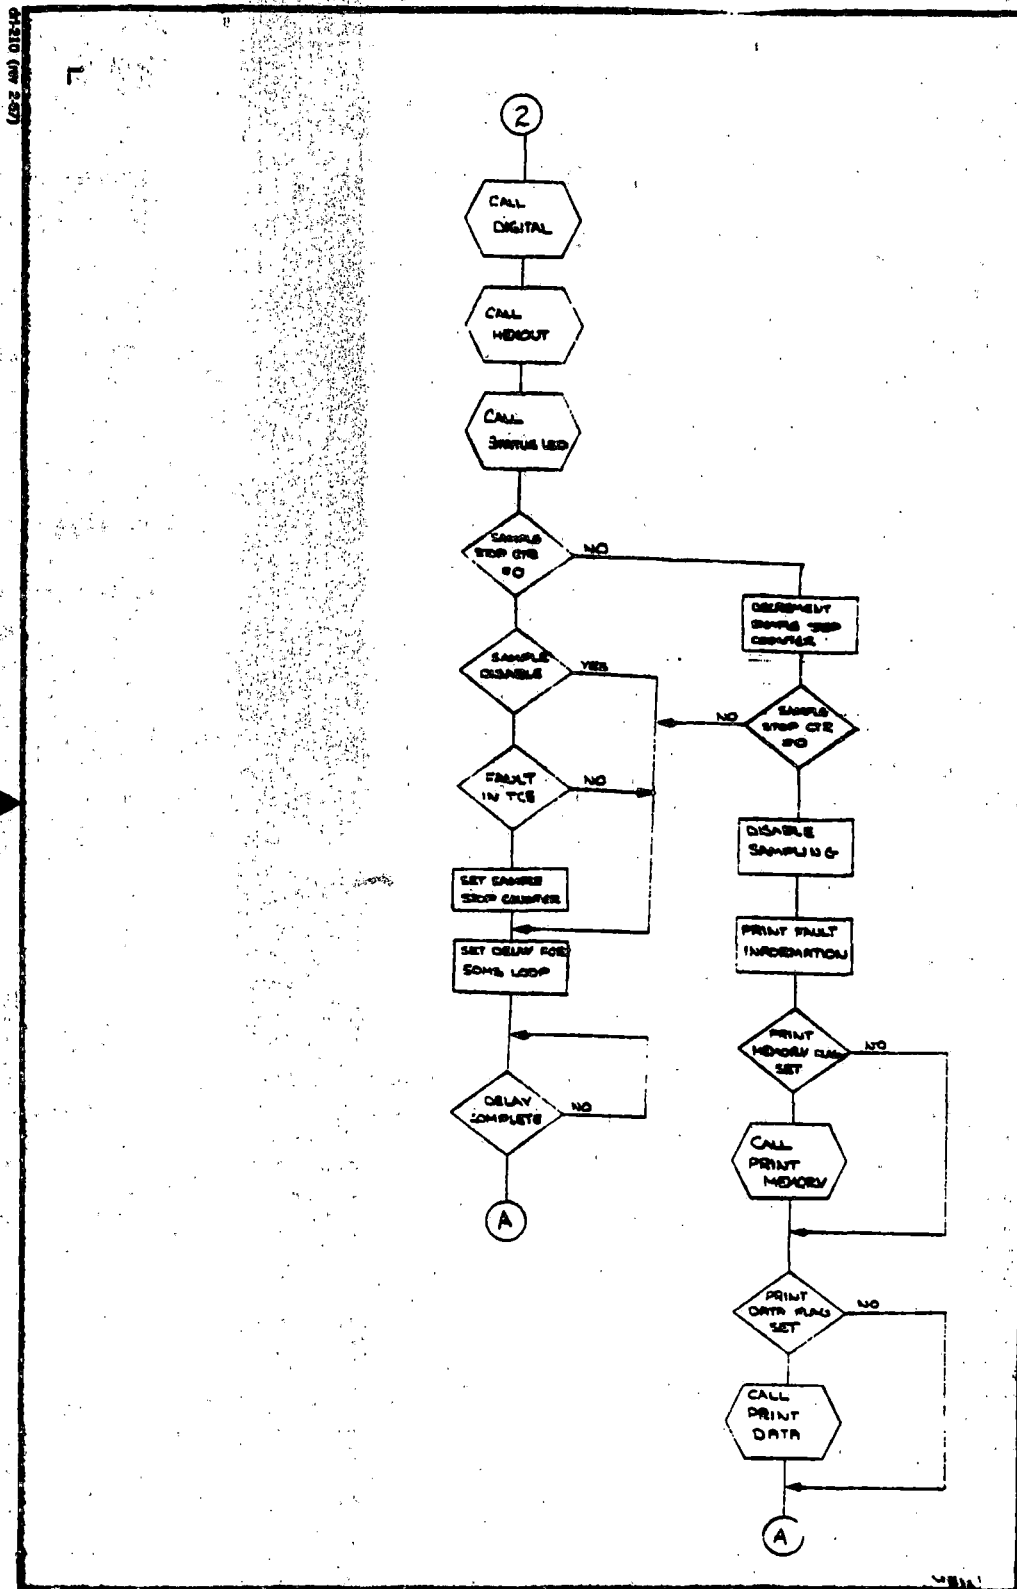 2
CALL
DIGITAL
CALL
HEXOUT
CALL
STATUS LED
SAMPLE
STOP CTR
=0
NO
SAMPLE
DISABLE
YES
FAULT
IN TCE
NO
SET SAMPLE
STOP COUNTER
SET DELAY FOR
50MS LOOP
DELAY
COMPLETE
NO
A
DECREMENT
SAMPLE STOP
COUNTER
SAMPLE
STOP CTR
=0
NO
DISABLE
SAMPLING
PRINT FAULT
INFORMATION
PRINT
MEMORY FLAG
SET
NO
CALL
PRINT
MEMORY
PRINT
DATA FLAG
SET
NO
CALL
PRINT
DATA
A